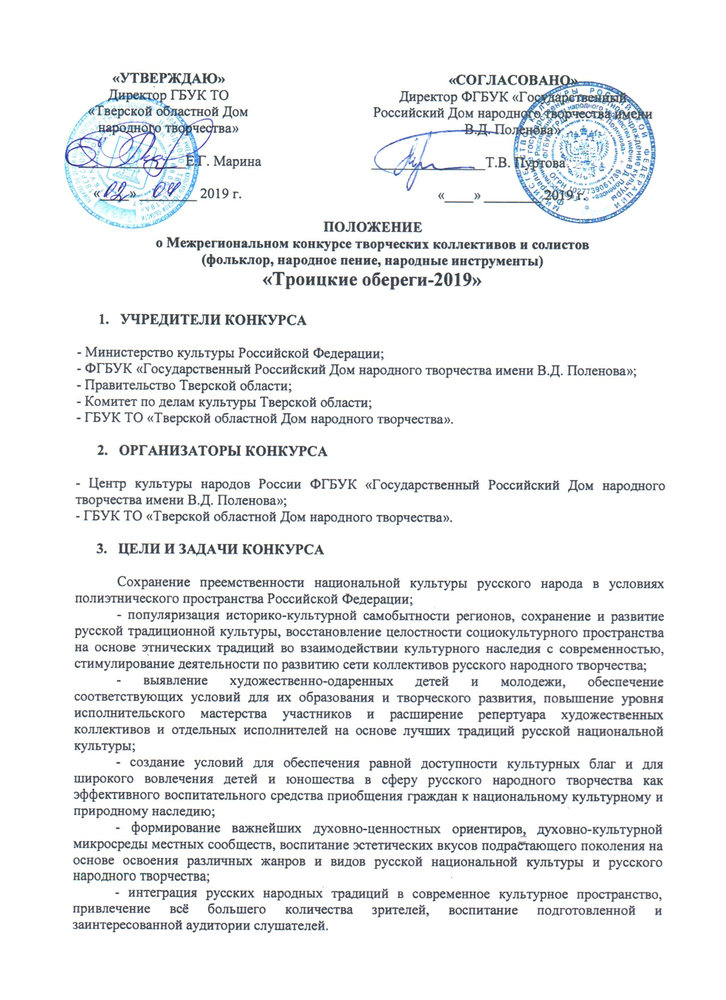 «УТВЕРЖДАЮ»
Директор ГБУК ТО
«Тверской областной Дом
народного творчества»
Е.Г. Марина
«02» 04 2019 г.
«СОГЛАСОВАНО»
Директор ФГБУК «Государственный
Российский Дом народного творчества имени
В.Д. Поленова»
Т.В. Пуртова
«_____» __________ 2019 г.
ПОЛОЖЕНИЕ
о Межрегиональном конкурсе творческих коллективов и солистов
(фольклор, народное пение, народные инструменты)
«Троицкие обереги-2019»
1. УЧРЕДИТЕЛИ КОНКУРСА
- Министерство культуры Российской Федерации;
- ФГБУК «Государственный Российский Дом народного творчества имени В.Д. Поленова»;
- Правительство Тверской области;
- Комитет по делам культуры Тверской области;
- ГБУК ТО «Тверской областной Дом народного творчества».
2. ОРГАНИЗАТОРЫ КОНКУРСА
- Центр культуры народов России ФГБУК «Государственный Российский Дом народного
творчества имени В.Д. Поленова»;
- ГБУК ТО «Тверской областной Дом народного творчества».
3. ЦЕЛИ И ЗАДАЧИ КОНКУРСА
Сохранение преемственности национальной культуры русского народа в условиях
полиэтнического пространства Российской Федерации;
- популяризация историко-культурной самобытности регионов, сохранение и развитие
русской традиционной культуры, восстановление целостности социокультурного пространства
на основе этнических традиций во взаимодействии культурного наследия с современностью,
стимулирование деятельности по развитию сети коллективов русского народного творчества;
- выявление художественно-одаренных детей и молодежи, обеспечение
соответствующих условий для их образования и творческого развития, повышение уровня
исполнительского мастерства участников и расширение репертуара художественных
коллективов и отдельных исполнителей на основе лучших традиций русской национальной
культуры;
- создание условий для обеспечения равной доступности культурных благ и для
широкого вовлечения детей и юношества в сферу русского народного творчества как
эффективного воспитательного средства приобщения граждан к национальному культурному и
природному наследию;
- формирование важнейших духовно-ценностных ориентиров, духовно-культурной
микросреды местных сообществ, воспитание эстетических вкусов подрастающего поколения на
основе освоения различных жанров и видов русской национальной культуры и русского
народного творчества;
- интеграция русских народных традиций в современное культурное пространство,
привлечение всё большего количества зрителей, воспитание подготовленной и
заинтересованной аудитории слушателей.
МИНИСТЕРСТВО КУЛЬТУРЫ РОССИЙСКОЙ ФЕДЕРАЦИИ
ОГРН 1027739061789